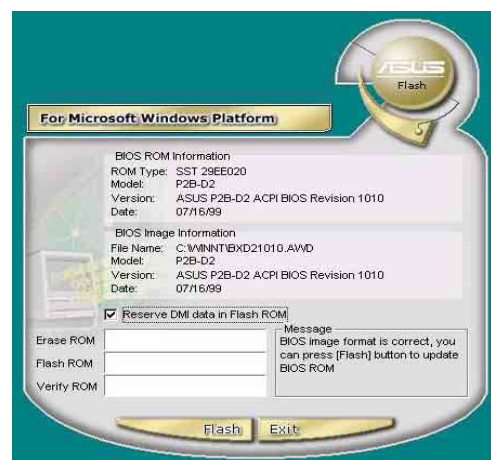 ASUS
Flash
For Microsoft Windows Platform
BIOS ROM Information
ROM Type: SST 29EE020
Model: P2B-D2
Version: ASUS P2B-D2 ACPI BIOS Revision 1010
Date: 07/16/99
BIOS Image Information
File Name: C:\WINNT\BXD21010.AWD
Model: P2B-D2
Version: ASUS P2B-D2 ACPI BIOS Revision 1010
Date: 07/16/99
Reserve DMI data in Flash ROM
Erase ROM
Flash ROM
Verify ROM
Message
BIOS image format is correct, you
can press [Flash] button to update
BIOS ROM
Flash
Exit